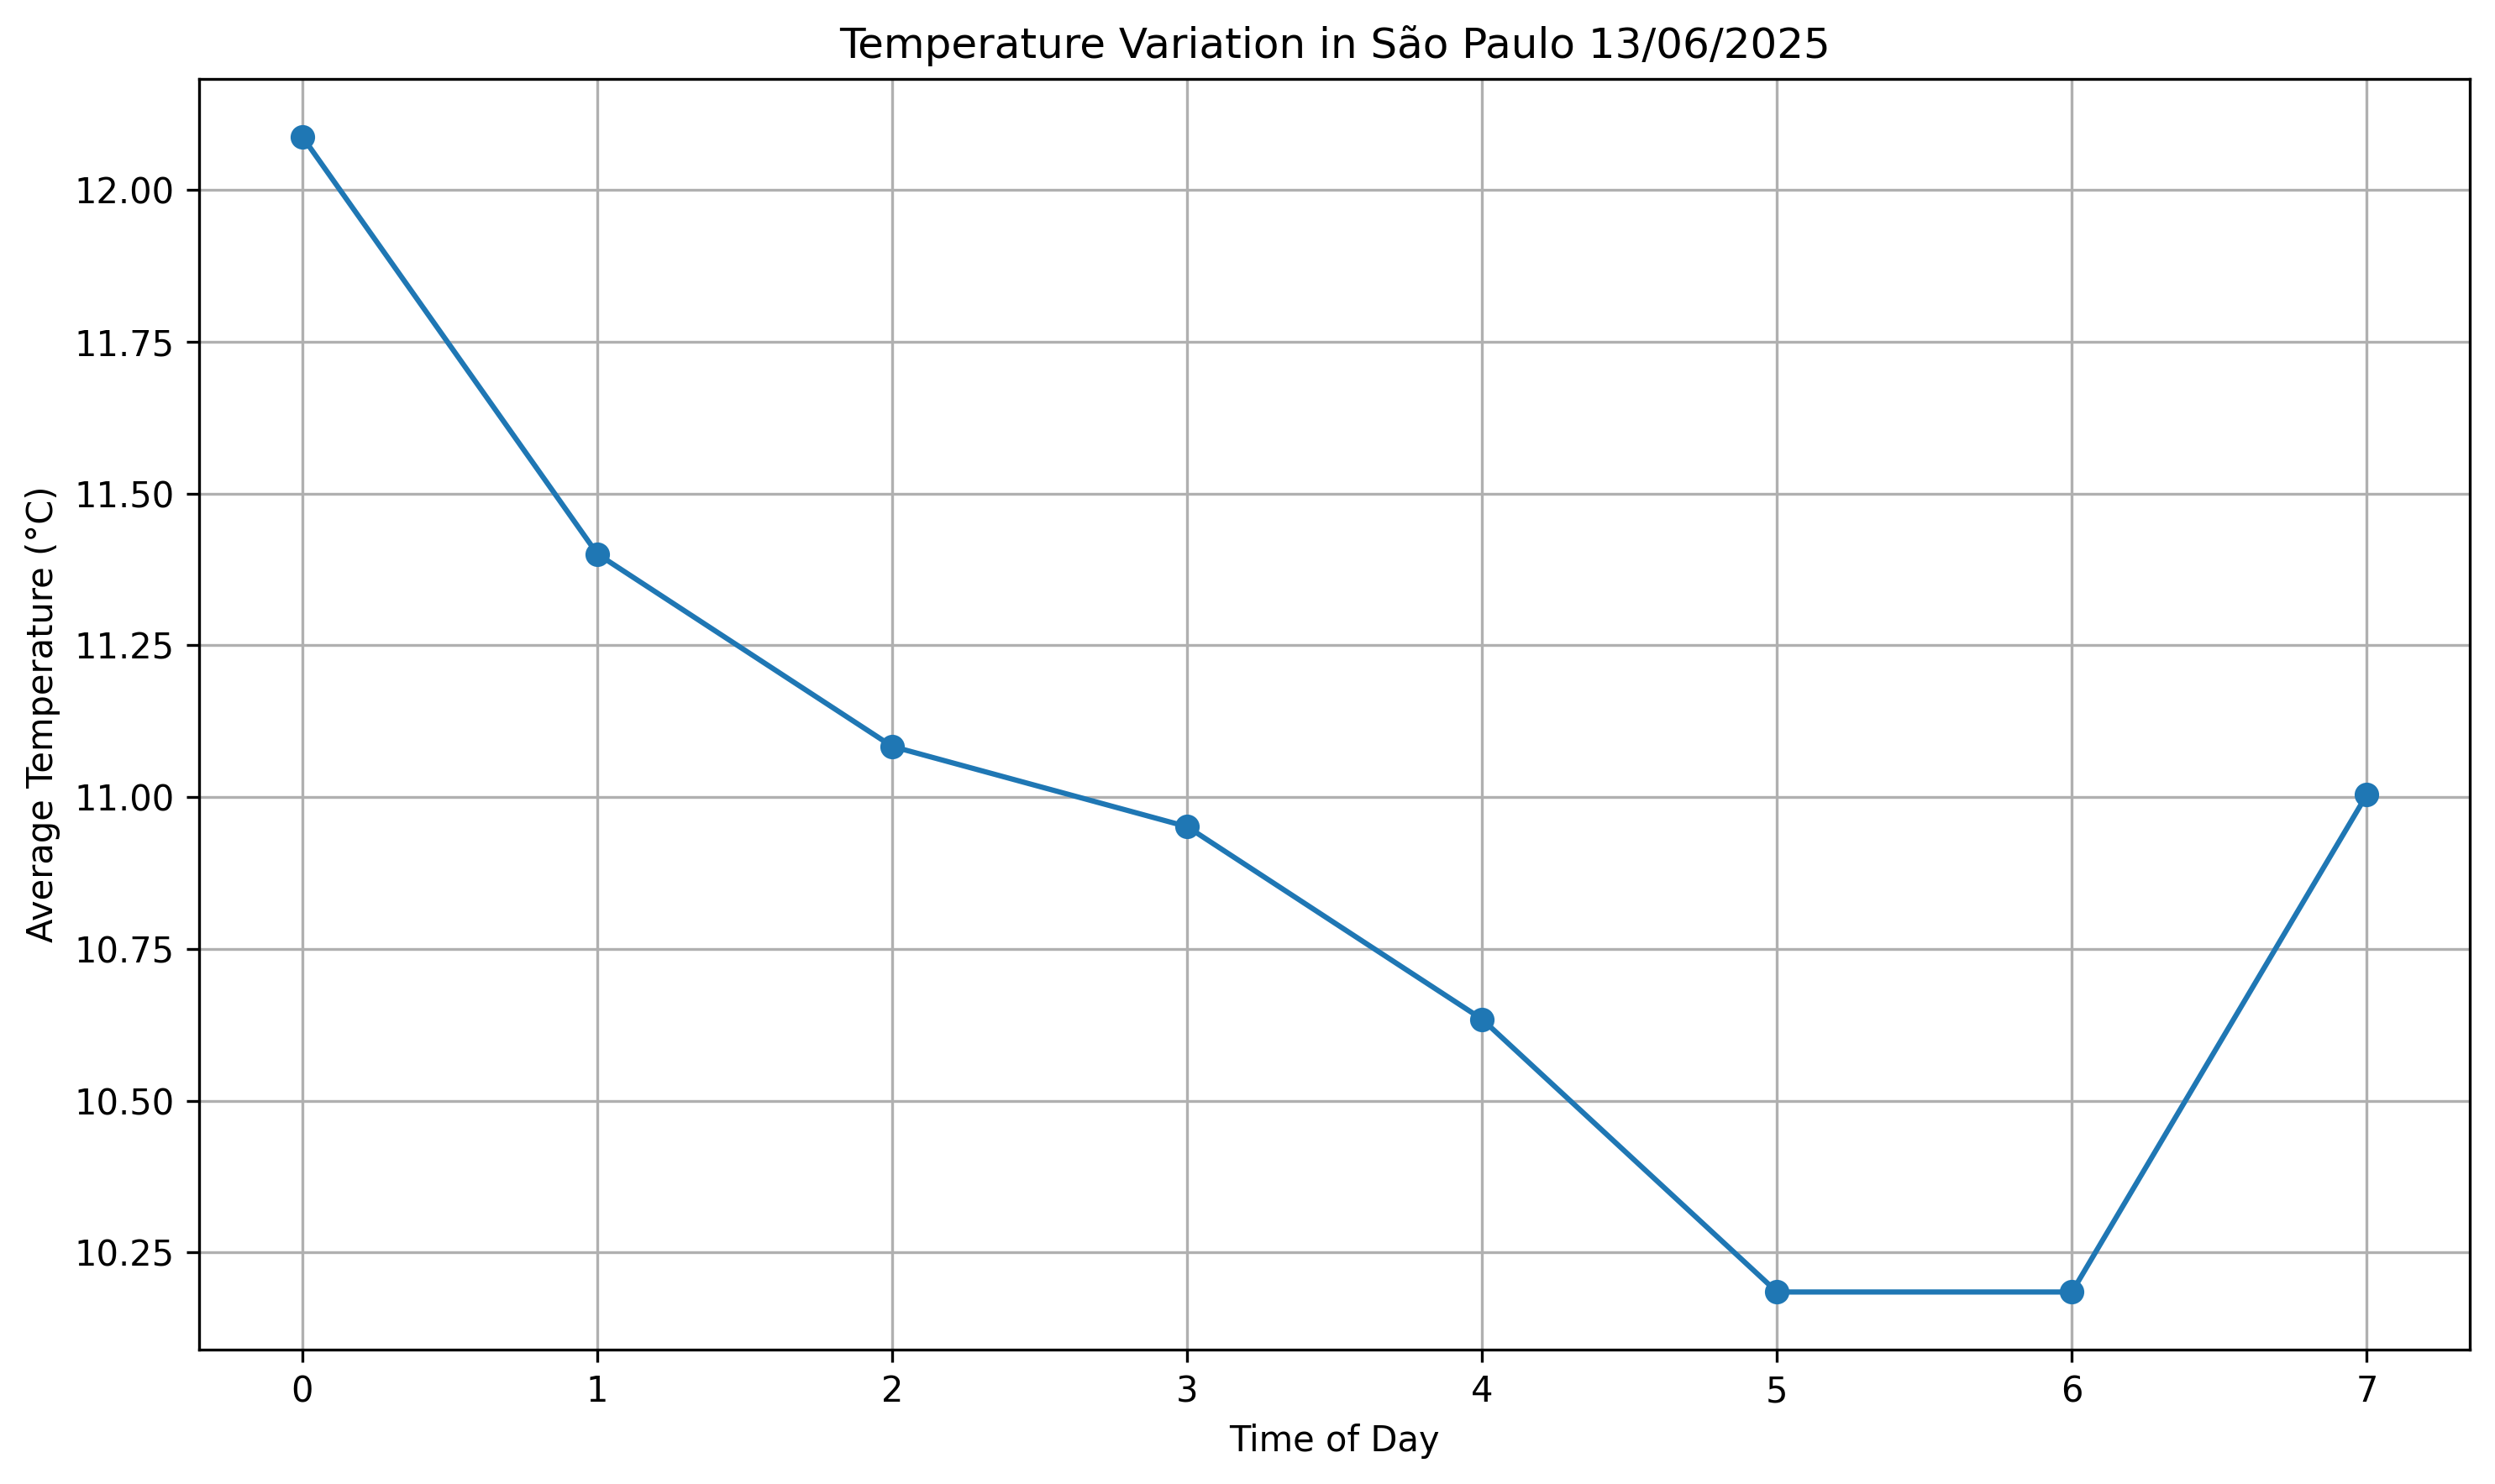 Temperature Variation in São Paulo 13/06/2025
Average Temperature (°C)
12.00
11.75
11.50
11.25
11.00
10.75
10.50
10.25
0 1 2 3 4 5 6 7
Time of Day